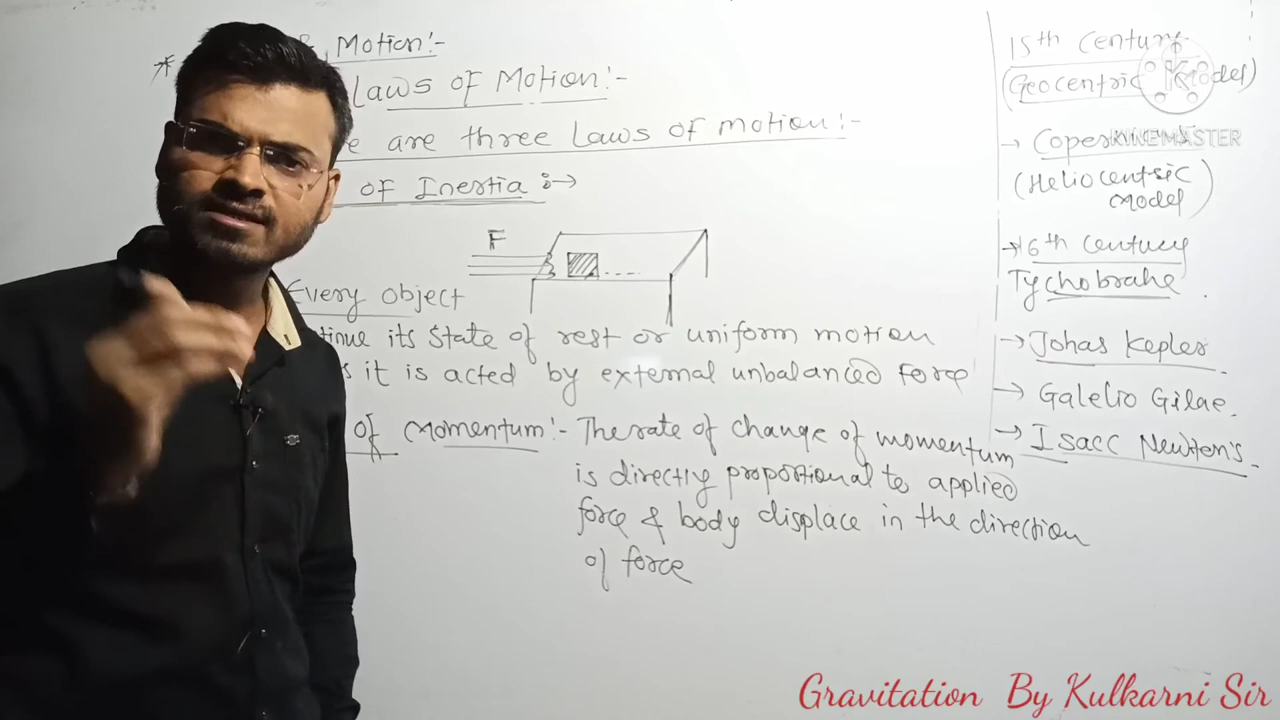 & Motion:-
Laws of Motion:-
e are three Laws of motion:-
of Inertia :→
F
Every object
tinue its state of rest or uniform motion
s it is acted by external unbalanced force
of Momentum:- The rate of change of momentum
is directly proportional to applied
force & body displace in the direction
of force
15th Century
(Geocentric Model)
→ Coper
(Heliocentric
Model)
→ 16th Century
Tychobrahe
→ Johas Kepler
→ Galelio Gilae.
→ Isacc Newton's.
K
KINEMASTER
Gravitation By Kulkarni Sir